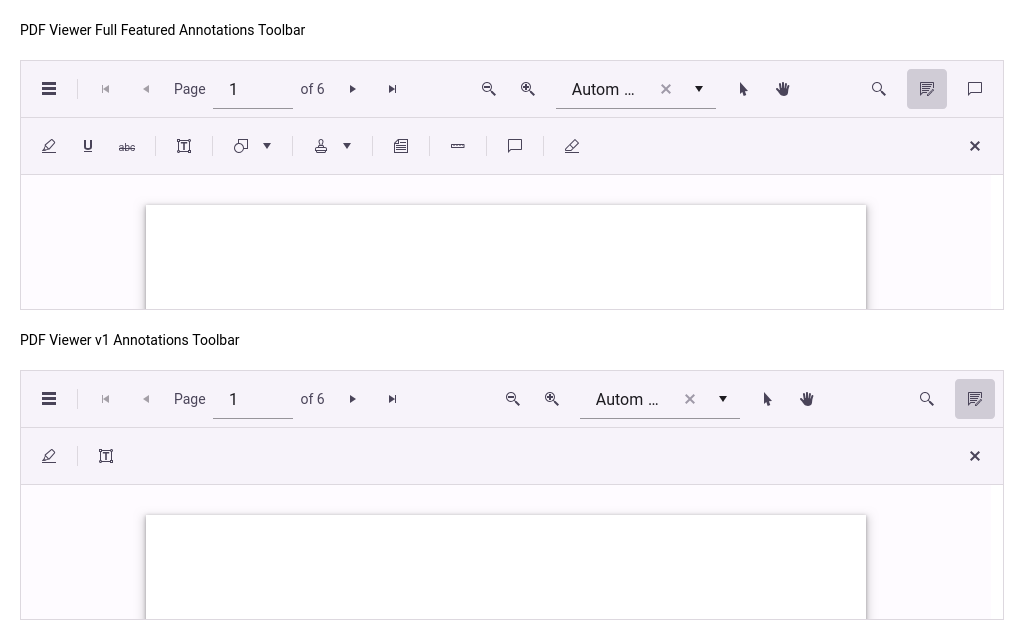 PDF Viewer Full Featured Annotations Toolbar
Page 1 of 6 Autom ...
U abc T
PDF Viewer v1 Annotations Toolbar
Page 1 of 6 Autom ...
T